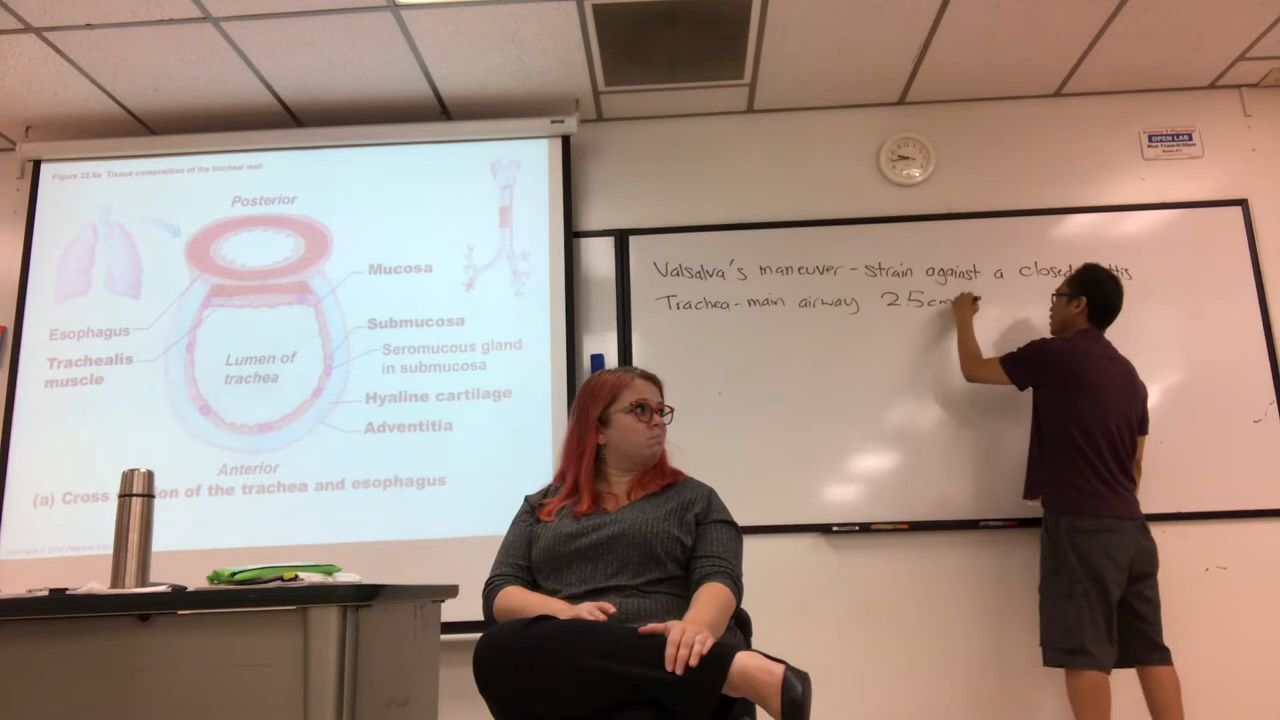 Figure 22.6a Tissue composition of the tracheal wall.
Posterior
Mucosa
Esophagus
Submucosa
Trachealis
muscle
Lumen of
trachea
Seromucous gland
in submucosa
Hyaline cartilage
Adventitia
Anterior
(a) Cross of the trachea and esophagus
Valsalva's maneuver - strain against a closed
Trachea - main airway 25cm
OPEN LAB